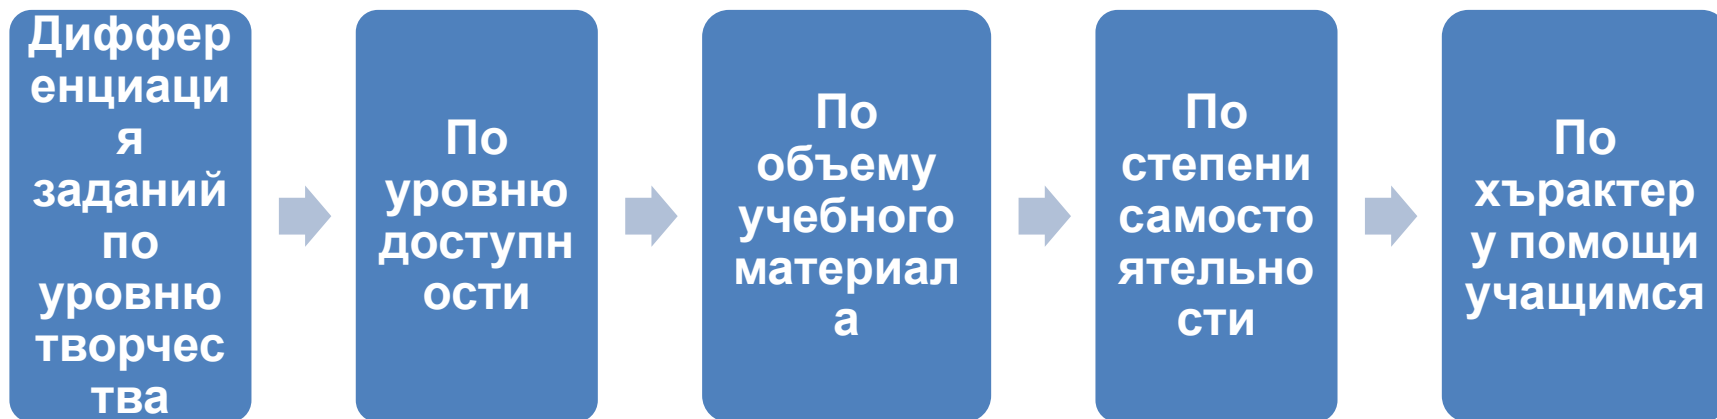 Диффер
енциаци
я
заданий
по
уровню
творчес
тва
По
уровню
доступн
ости
По
объему
учебного
материал
а
По
степени
самосто
ятельно
сти
По
хърактер
у помощи
учащимся